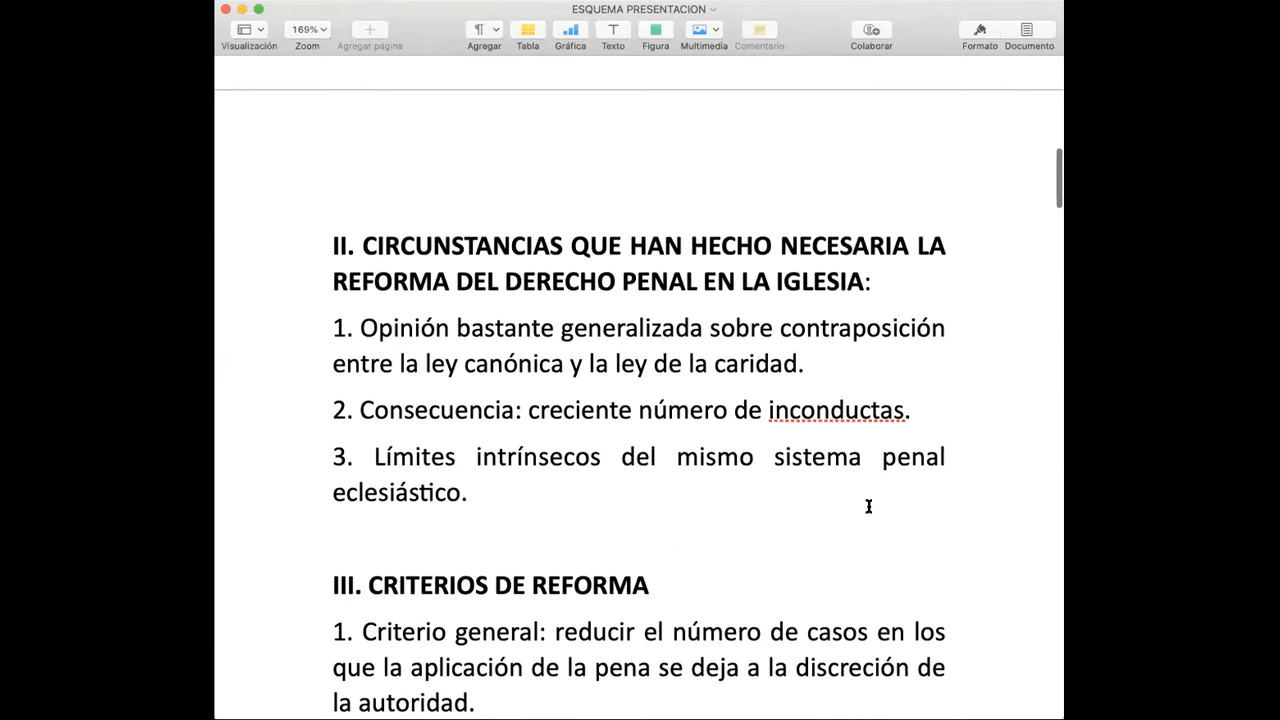 ESQUEMA PRESENTACION
169%
Visualización Zoom Agregar página Agregar Tabla Gráfica Texto Figura Multimedia Comentario Colaborar Formato Documento
II. CIRCUNSTANCIAS QUE HAN HECHO NECESARIA LA
REFORMA DEL DERECHO PENAL EN LA IGLESIA:
1. Opinión bastante generalizada sobre contraposición
entre la ley canónica y la ley de la caridad.
2. Consecuencia: creciente número de inconductas.
3. Límites intrínsecos del mismo sistema penal
eclesiástico.
III. CRITERIOS DE REFORMA
1. Criterio general: reducir el número de casos en los
que la aplicación de la pena se deja a la discreción de
la autoridad.